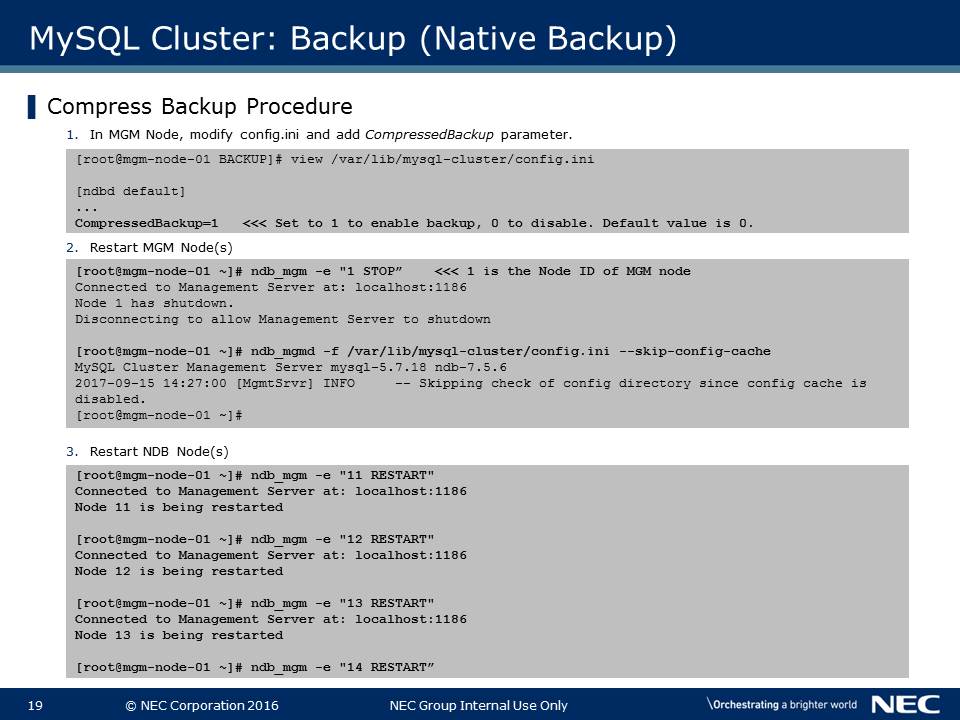 MySQL Cluster: Backup (Native Backup)
Compress Backup Procedure
1. In MGM Node, modify config.ini and add CompressedBackup parameter.
[root@mgm-node-01 BACKUP]# view /var/lib/mysql-cluster/config.ini
[ndbd default]
...
CompressedBackup=1 <<< Set to 1 to enable backup, 0 to disable. Default value is 0.
2. Restart MGM Node(s)
[root@mgm-node-01 ~]# ndb_mgm -e "1 STOP” <<< 1 is the Node ID of MGM node
Connected to Management Server at: localhost:1186
Node 1 has shutdown.
Disconnecting to allow Management Server to shutdown
[root@mgm-node-01 ~]# ndb_mgmd -f /var/lib/mysql-cluster/config.ini --skip-config-cache
MySQL Cluster Management Server mysql-5.7.18 ndb-7.5.6
2017-09-15 14:27:00 [MgmtSrvr] INFO -- Skipping check of config directory since config cache is
disabled.
[root@mgm-node-01 ~]#
3. Restart NDB Node(s)
[root@mgm-node-01 ~]# ndb_mgm -e "11 RESTART"
Connected to Management Server at: localhost:1186
Node 11 is being restarted
[root@mgm-node-01 ~]# ndb_mgm -e "12 RESTART"
Connected to Management Server at: localhost:1186
Node 12 is being restarted
[root@mgm-node-01 ~]# ndb_mgm -e "13 RESTART"
Connected to Management Server at: localhost:1186
Node 13 is being restarted
[root@mgm-node-01 ~]# ndb_mgm -e "14 RESTART”
19 © NEC Corporation 2016 NEC Group Internal Use Only \Orchestrating a brighter world NEC